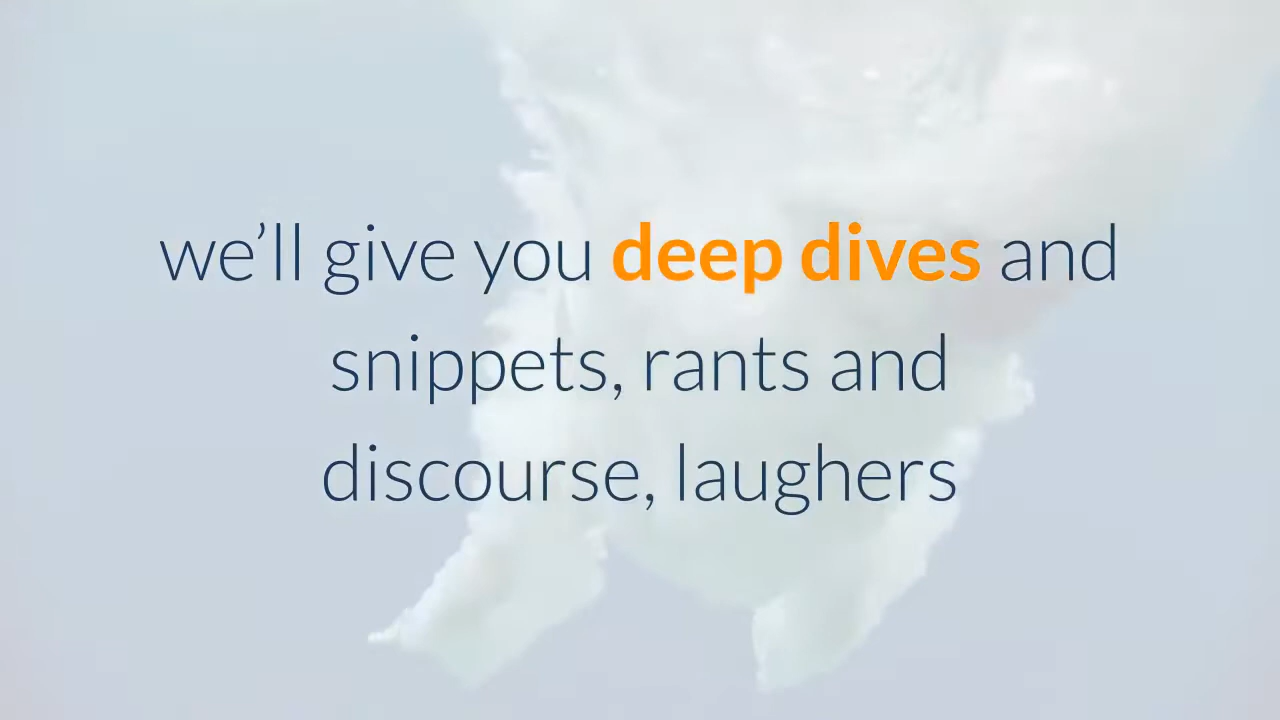 we’ll give you deep dives and
snippets, rants and
discourse, laughers